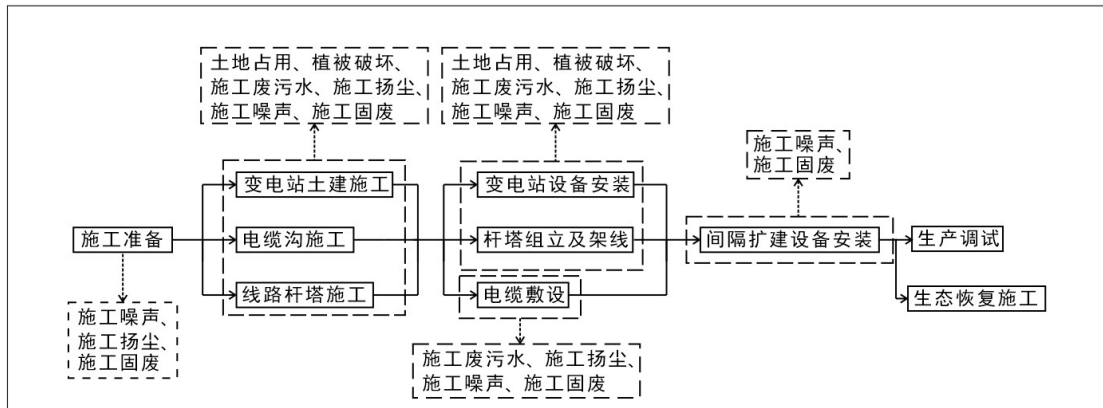 土地占用、植被破坏、
施工废污水、施工扬尘、
施工噪声、施工固废
土地占用、植被破坏、
施工废污水、施工扬尘、
施工噪声、施工固废
施工噪声、
施工固废
变电站土建施工
变电站设备安装
施工准备
电缆沟施工
杆塔组立及架线
间隔扩建设备安装
生产调试
线路杆塔施工
电缆敷设
生态恢复施工
施工噪声、
施工扬尘、
施工固废
施工废污水、施工扬尘、
施工噪声、施工固废